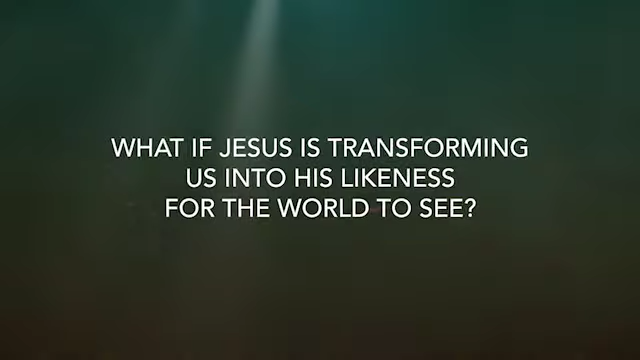 WHAT IF JESUS IS TRANSFORMING
US INTO HIS LIKENESS
FOR THE WORLD TO SEE?